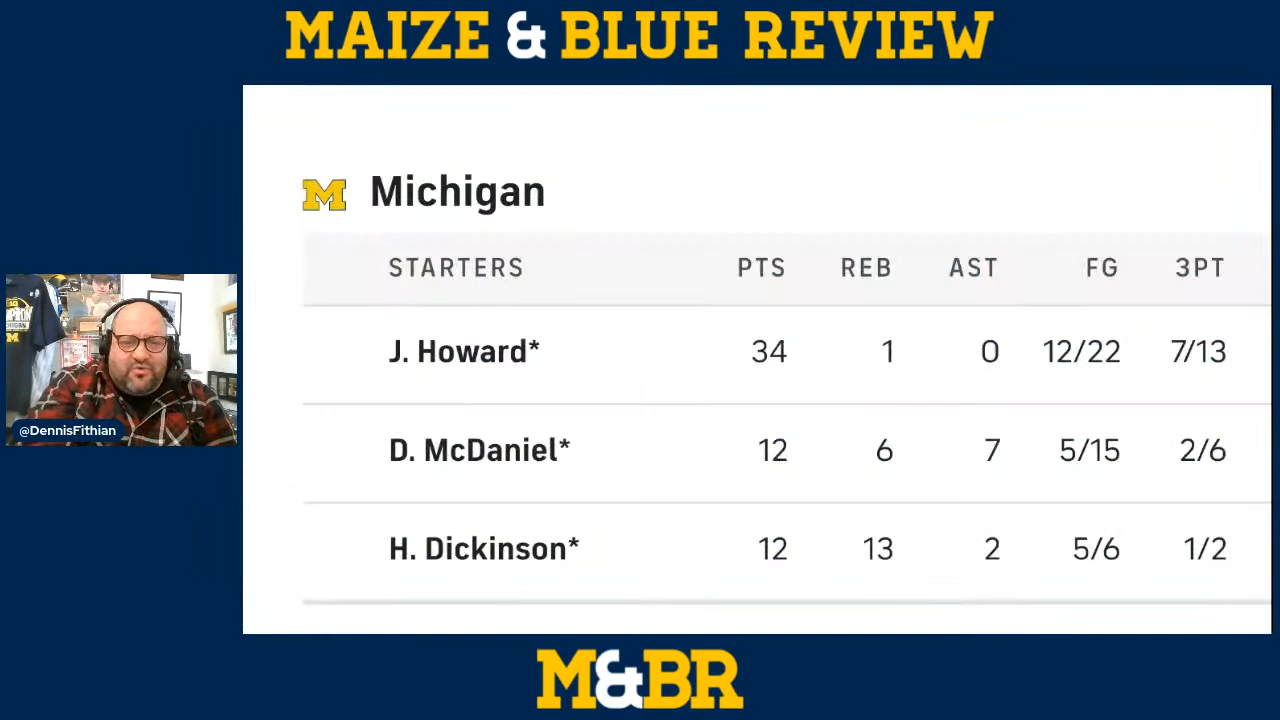 MAIZE & BLUE REVIEW
M Michigan
STARTERS PTS REB AST FG 3PT
J. Howard* 34 1 0 12/22 7/13
D. McDaniel* 12 6 7 5/15 2/6
H. Dickinson* 12 13 2 5/6 1/2
@DennisFithian
M&BR